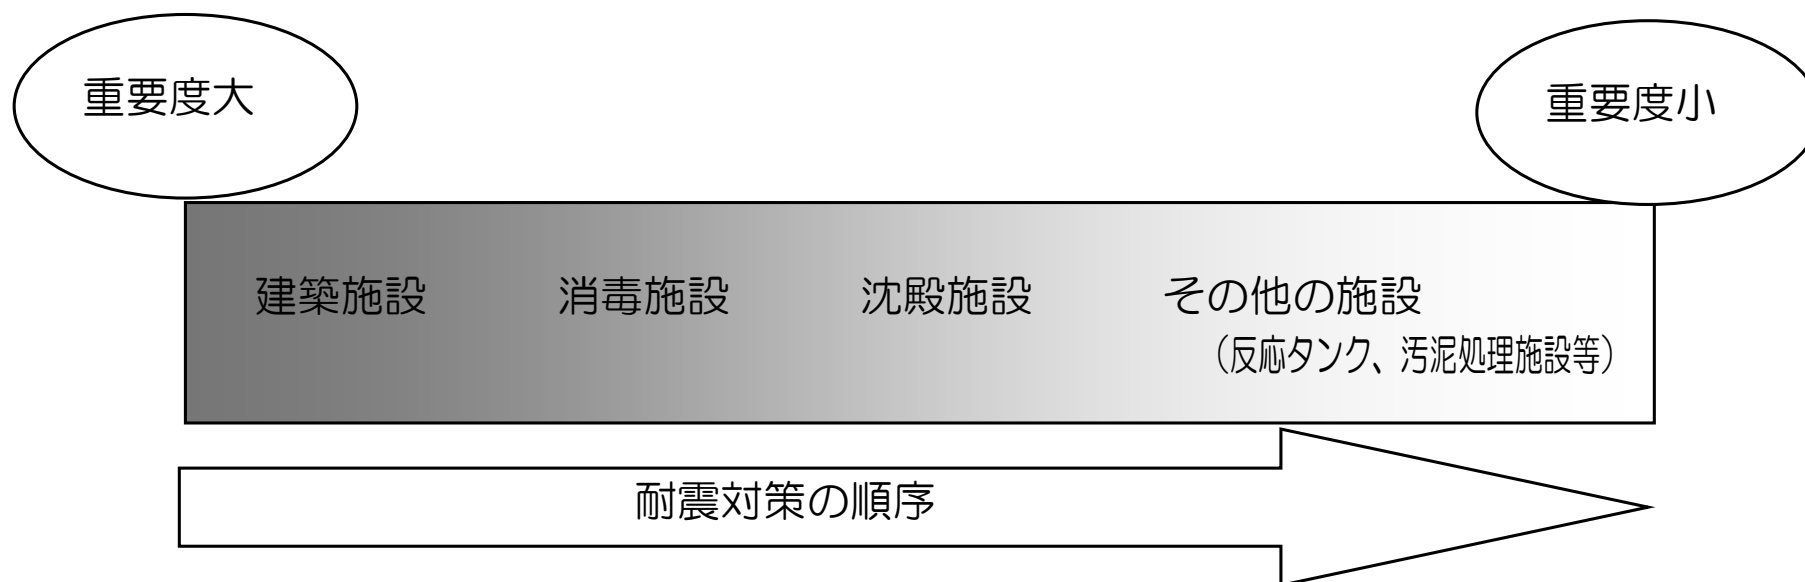 重要度大
重要度小
建築施設 消毒施設 沈殿施設 その他の施設
（反応タンク、汚泥処理施設等）
耐震対策の順序